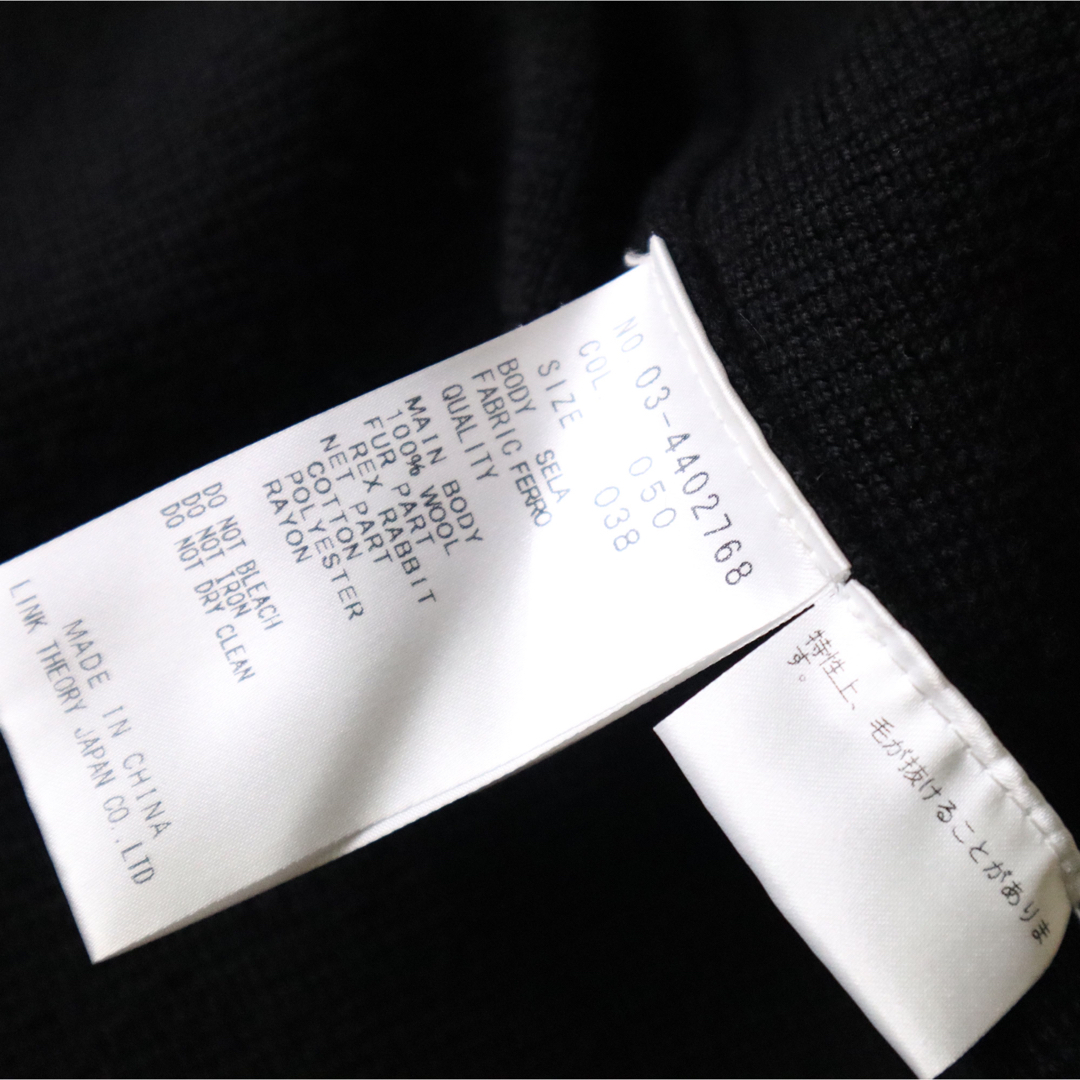 NO 03-4402768
COL 050
SIZE 038
BODY SELA
FABRIC FERRO
QUALITY
MAIN BODY
100% WOOL
FUR PART
REX RABBIT
NET PART
COTTON
POLYESTER
RAYON
DO NOT BLEACH
DO NOT IRON
DO NOT DRY CLEAN
MADE IN CHINA
LINK THEORY JAPAN CO.,LTD
特性上、毛が抜けることがありま
す。